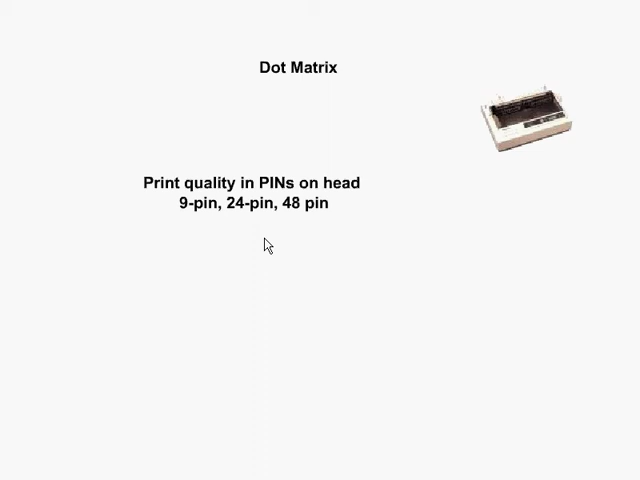 Dot Matrix
Print quality in PINs on head
9-pin, 24-pin, 48 pin